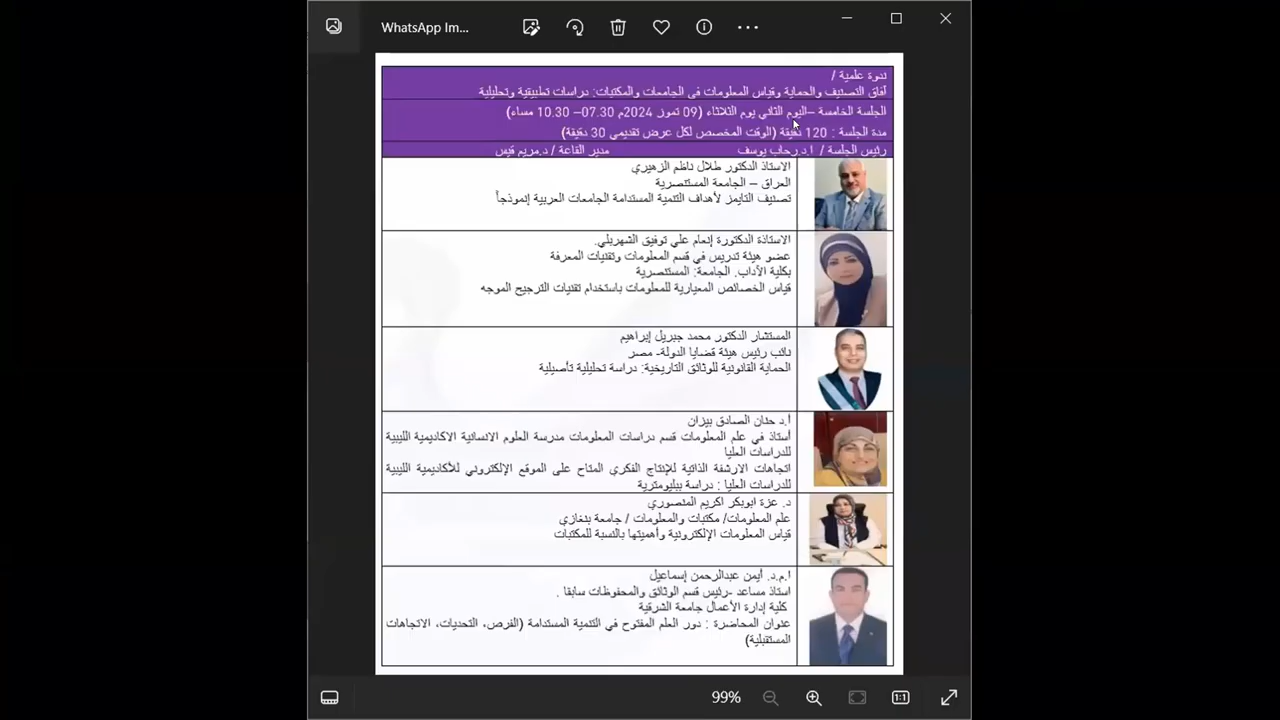 WhatsApp Im...
ندوة علمية /
آفاق التصنيف والحماية وقياس المعلومات في الجامعات والمكتبات: دراسات تطبيقية وتحليلية
الجلسة الخامسة –اليوم الثاني يوم الثلاثاء (09 تموز 2024م 07.30– 10.30 مساء)
مدة الجلسة : 120 دقيقة (الوقت المخصص لكل عرض تقديمي 30 دقيقة)
رئيس الجلسة / ا.د.رحاب يوسف مدير القاعة / د.مريم قيس
الاستاذ الدكتور طلال ناظم الزهيري
العراق – الجامعة المستنصرية
تصنيف التايمز لأهداف التنمية المستدامة الجامعات العربية إنموذجاً
الاستاذة الدكتورة إنعام علي توفيق الشهربلي.
عضو هيئة تدريس في قسم المعلومات وتقنيات المعرفة
بكلية الآداب. الجامعة: المستنصرية
قياس الخصائص المعيارية للمعلومات باستخدام تقنيات الترجيح الموجه
المستشار الدكتور محمد جبريل إبراهيم
نائب رئيس هيئة قضايا الدولة- مصر
الحماية القانونية للوثائق التاريخية: دراسة تحليلية تأصيلية
أ.د حنان الصادق بيزان
أستاذ في علم المعلومات قسم دراسات المعلومات مدرسة العلوم الانسانية الاكاديمية الليبية
للدراسات العليا
اتجاهات الارشفة الذاتية للإنتاج الفكري المتاح على الموقع الإلكتروني للأكاديمية الليبية
للدراسات العليا : دراسة ببليومترية
د. عزة ابوبكر اكريم المنصوري
علم المعلومات/ مكتبات والمعلومات / جامعة بنغازي
قياس المعلومات الإلكترونية وأهميتها بالنسبة للمكتبات
ا.م.د. أيمن عبدالرحمن إسماعيل
استاذ مساعد -رئيس قسم الوثائق والمحفوظات سابقا .
كلية إدارة الأعمال جامعة الشرقية
عنوان المحاضرة : دور العلم المفتوح في التنمية المستدامة (الفرص، التحديات، الاتجاهات
المستقبلية)
99%
1:1